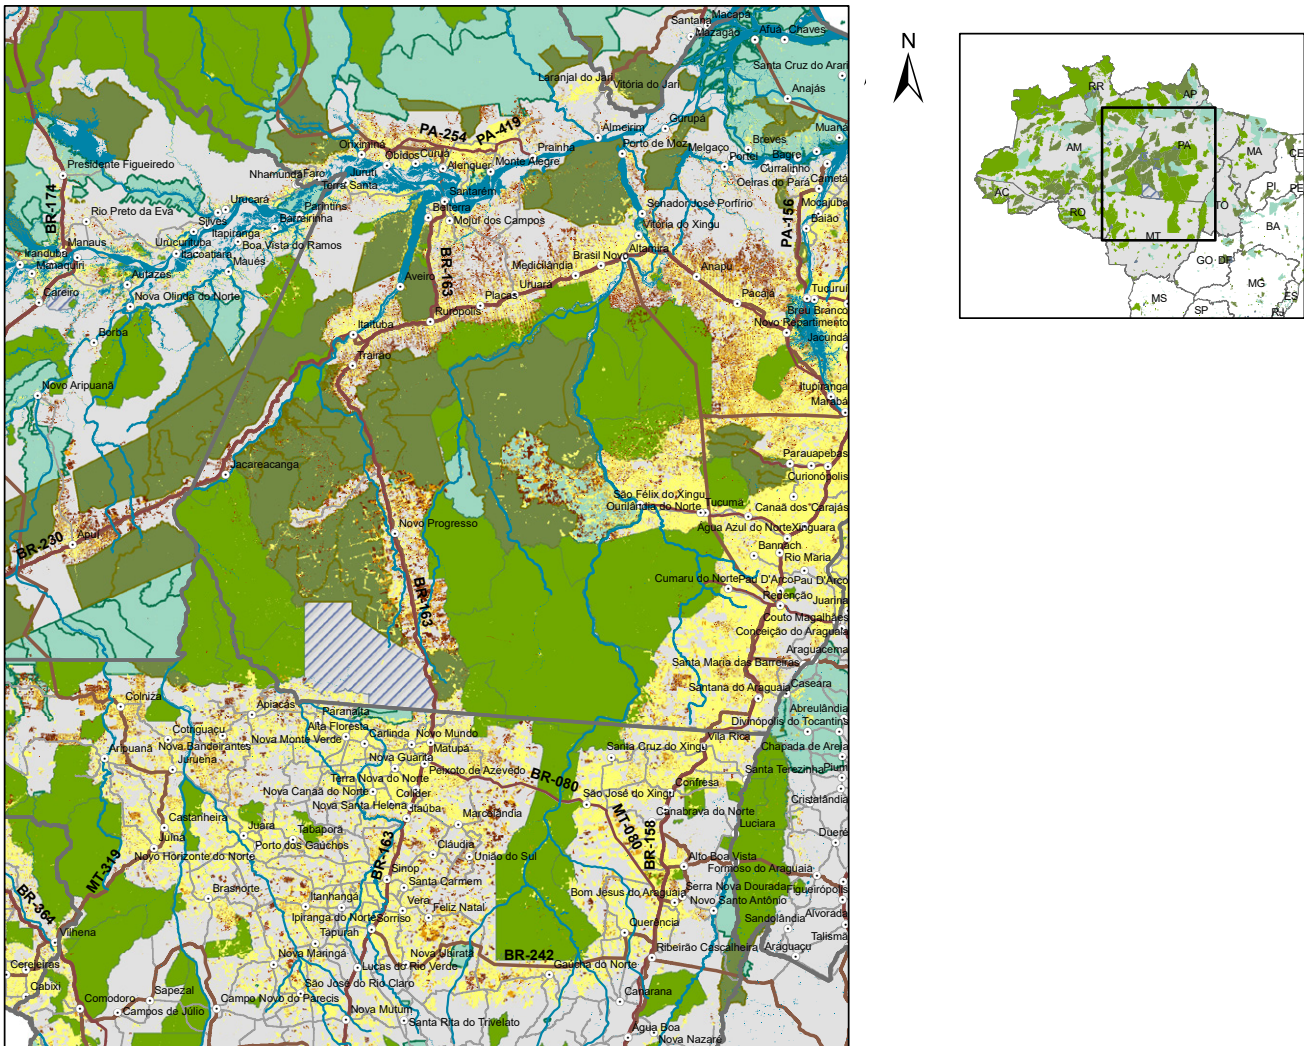 Santana
Macapá
Mazagão
Afuá
Chaves
Santa Cruz do Arari
Laranjal do Jari
Vitória do Jari
Anajás
PA-254
PA-419
Almeirim
Gurupá
Oriximiná
Óbidos
Curuá
Prainha
Porto de Moz
Melgaço
Breves
Muaná
Presidente Figueiredo
Nhamundá
Faro
Juruti
Alenquer
Monte Alegre
Portel
Bagre
Curralinho
Terra Santa
Santarém
Oeiras do Pará
Cametá
Urucará
Parintins
Belterra
Senador José Porfírio
Mocajuba
BR-174
Rio Preto da Eva
Silves
Itapiranga
Barreirinha
Mojuí dos Campos
Vitória do Xingu
PA-156
Baião
Manaus
Urucurituba
Boa Vista do Ramos
Iranduba
Itacoatiara
Manaquiri
Autazes
Maués
BR-163
Medicilândia
Brasil Novo
Altamira
Anapu
Careiro
Nova Olinda do Norte
Aveiro
Uruará
Placas
Pacajá
Tucuruí
Borba
Itaituba
Rurópolis
Breu Branco
Novo Repartimento
Jacundá
Trairão
Novo Aripuanã
Itupiranga
Marabá
Jacareacanga
Parauapebas
Curionópolis
São Félix do Xingu
Ourilândia do Norte
Tucumã
Canaã dos Carajás
BR-230
Apuí
Novo Progresso
Água Azul do Norte
Xinguara
Bannach
Rio Maria
BR-163
Cumaru do Norte
Pau D'Arco
Pau D'Arco
Redenção
Juarina
Couto Magalhães
Conceição do Araguaia
Araguacema
Santa Maria das Barreiras
Caseara
Colniza
Apiacás
Paranaíta
Santana do Araguaia
Abreulândia
Divinópolis do Tocantins
Cotriguaçu
Alta Floresta
Carlinda
Novo Mundo
Vila Rica
Aripuanã
Nova Bandeirantes
Nova Monte Verde
Matupá
Santa Cruz do Xingu
Chapada de Areia
Juruena
Nova Guarita
Peixoto de Azevedo
Santa Terezinha
Pium
Terra Nova do Norte
BR-080
Confresa
Nova Canaã do Norte
Colíder
São José do Xingu
Cristalândia
Nova Santa Helena
Itaúba
Marcelândia
MT-080
Canabrava do Norte
Castanheira
Juara
Tabaporã
BR-158
Luciara
Dueré
Juína
Porto dos Gaúchos
Cláudia
Novo Horizonte do Norte
União do Sul
Alto Boa Vista
MT-319
BR-163
Sinop
Formoso do Araguaia
BR-364
Brasnorte
Itanhangá
Santa Carmem
Bom Jesus do Araguaia
Serra Nova Dourada
Figueirópolis
Vera
Feliz Natal
Novo Santo Antônio
Ipiranga do Norte
Sorriso
Sandolândia
Alvorada
Vilhena
Tapurah
Querência
Talismã
Nova Maringá
Nova Ubiratã
BR-242
Ribeirão Cascalheira
Araguaçu
Cerejeiras
Lucas do Rio Verde
Gaúcha do Norte
Cabixi
Sapezal
São José do Rio Claro
Comodoro
Campo Novo do Parecis
Canarana
Campos de Júlio
Nova Mutum
Santa Rita do Trivelato
Água Boa
Nova Nazaré
N
RR
AP
AM
PA
MA
CE
AC
PI
PE
RO
TO
BA
MT
GO
DF
MS
MG
ES
SP
RJ